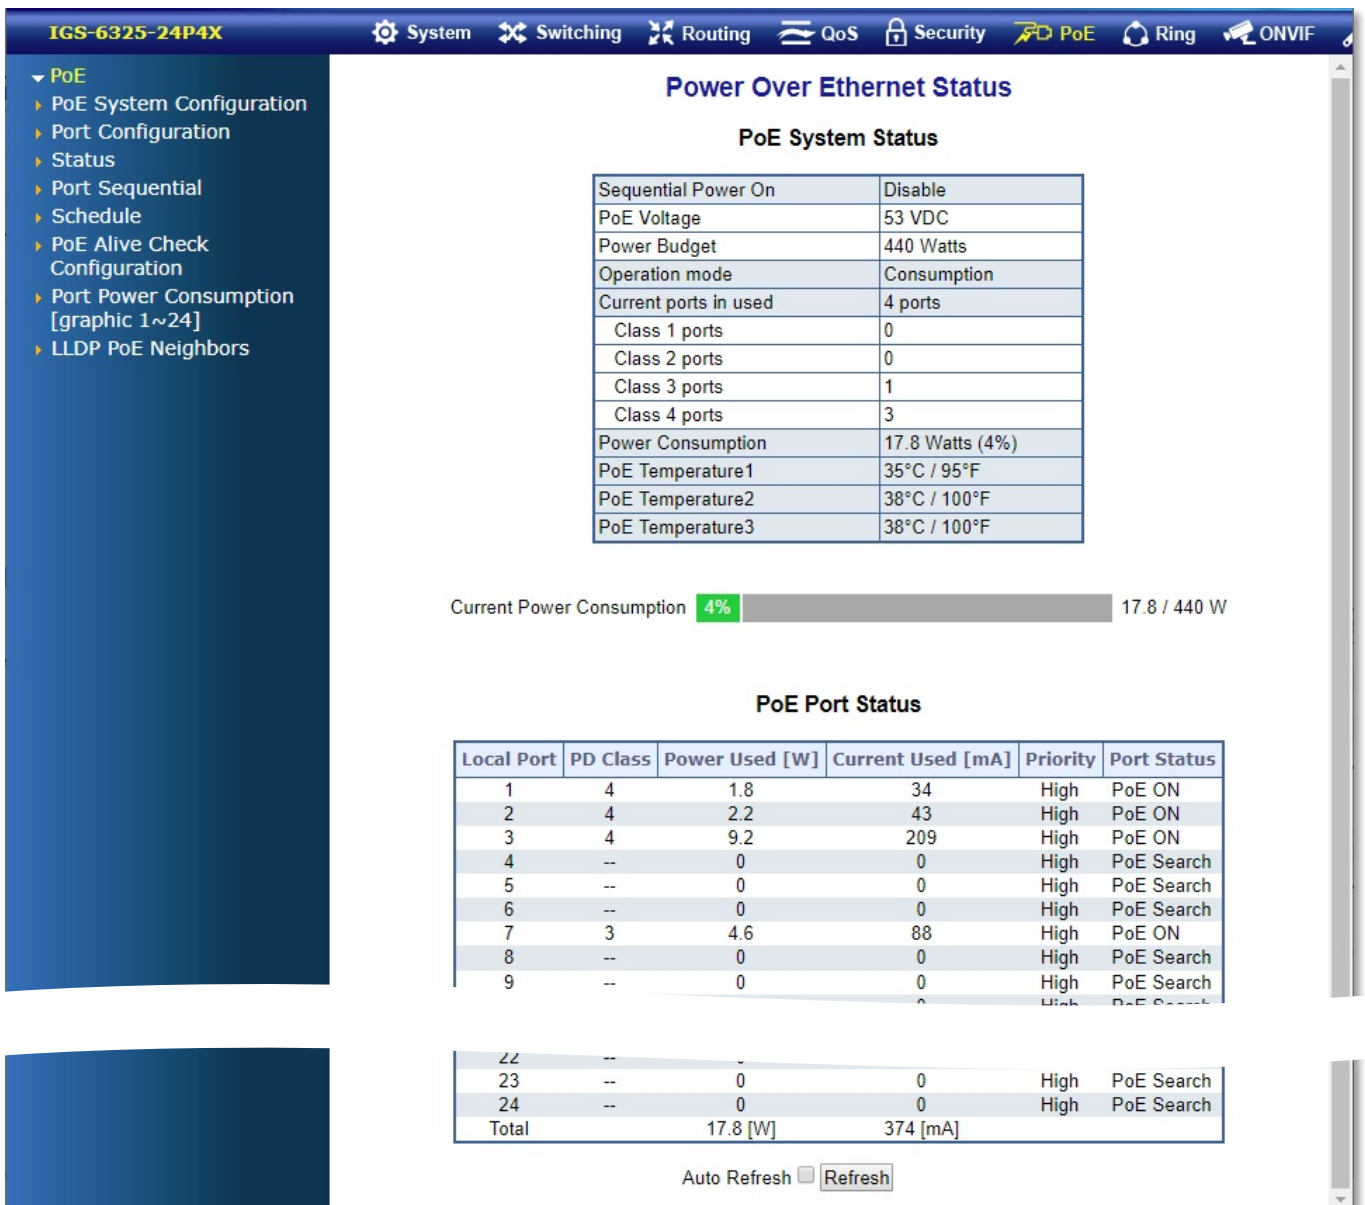 IGS-6325-24P4X System Switching Routing QoS Security PoE Ring ONVIF
PoE
PoE System Configuration
Port Configuration
Status
Port Sequential
Schedule
PoE Alive Check
Configuration
Port Power Consumption
[graphic 1~24]
LLDP PoE Neighbors
Power Over Ethernet Status
PoE System Status
Sequential Power On Disable
PoE Voltage 53 VDC
Power Budget 440 Watts
Operation mode Consumption
Current ports in used 4 ports
Class 1 ports 0
Class 2 ports 0
Class 3 ports 1
Class 4 ports 3
Power Consumption 17.8 Watts (4%)
PoE Temperature1 35°C / 95°F
PoE Temperature2 38°C / 100°F
PoE Temperature3 38°C / 100°F
Current Power Consumption 4% 17.8 / 440 W
PoE Port Status
Local Port PD Class Power Used [W] Current Used [mA] Priority Port Status
1 4 1.8 34 High PoE ON
2 4 2.2 43 High PoE ON
3 4 9.2 209 High PoE ON
4 -- 0 0 High PoE Search
5 -- 0 0 High PoE Search
6 -- 0 0 High PoE Search
7 3 4.6 88 High PoE ON
8 -- 0 0 High PoE Search
9 -- 0 0 High PoE Search
0 High PoE Search
22 --
23 -- 0 0 High PoE Search
24 -- 0 0 High PoE Search
Total 17.8 [W] 374 [mA]
Auto Refresh Refresh